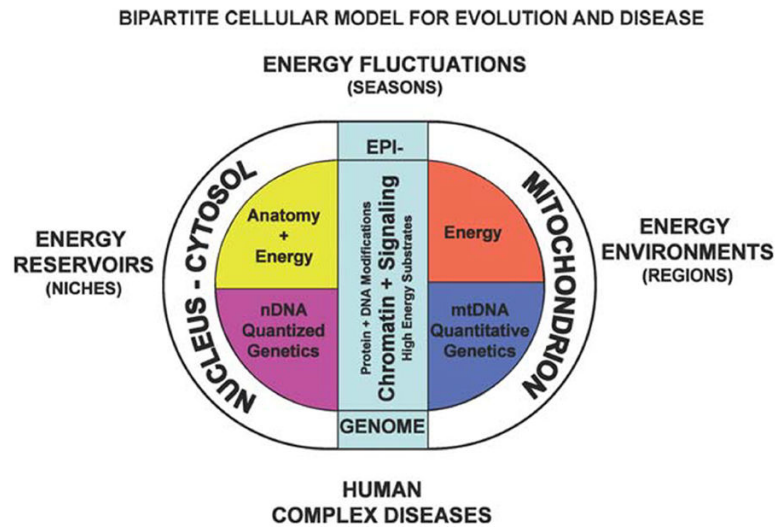 BIPARTITE CELLULAR MODEL FOR EVOLUTION AND DISEASE
ENERGY FLUCTUATIONS
(SEASONS)
ENERGY
RESERVOIRS
(NICHES)
NUCLEUS - CYTOSOL
Anatomy
+
Energy
nDNA
Quantized
Genetics
EPI-
Protein + DNA Modifications
Chromatin + Signaling
High Energy Substrates
GENOME
Energy
mtDNA
Quantitative
Genetics
MITOCHONDRION
ENERGY
ENVIRONMENTS
(REGIONS)
HUMAN
COMPLEX DISEASES